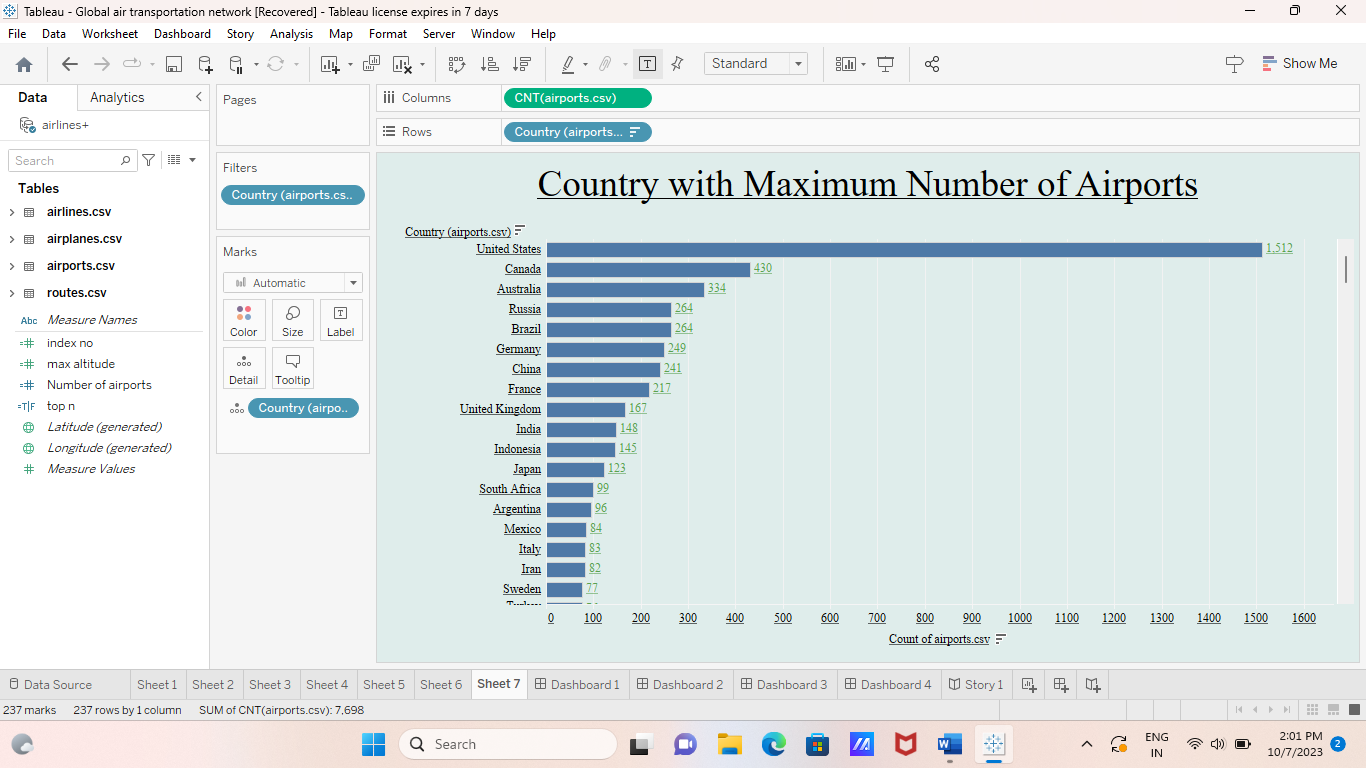 Tableau - Global air transportation network [Recovered] - Tableau license expires in 7 days
File Data Worksheet Dashboard Story Analysis Map Format Server Window Help
Standard
Show Me
Data Analytics
airlines+
Search
Tables
airlines.csv
airplanes.csv
airports.csv
routes.csv
Abc Measure Names
index no
max altitude
Number of airports
T|F top n
Latitude (generated)
Longitude (generated)
Measure Values
Pages
Filters
Country (airports.cs..
Marks
Automatic
Color Size Label
Detail Tooltip
Country (airpo..
Columns CNT(airports.csv)
Rows Country (airports...
Country with Maximum Number of Airports
Country (airports.csv)
United States 1,512
Canada 430
Australia 334
Russia 264
Brazil 264
Germany 249
China 241
France 217
United Kingdom 167
India 148
Indonesia 145
Japan 123
South Africa 99
Argentina 96
Mexico 84
Italy 83
Iran 82
Sweden 77
0 100 200 300 400 500 600 700 800 900 1000 1100 1200 1300 1400 1500 1600
Count of airports.csv
Data Source Sheet 1 Sheet 2 Sheet 3 Sheet 4 Sheet 5 Sheet 6 Sheet 7 Dashboard 1 Dashboard 2 Dashboard 3 Dashboard 4 Story 1
237 marks 237 rows by 1 column SUM of CNT(airports.csv): 7,698
Search
ENG
IN
2:01 PM
10/7/2023
2